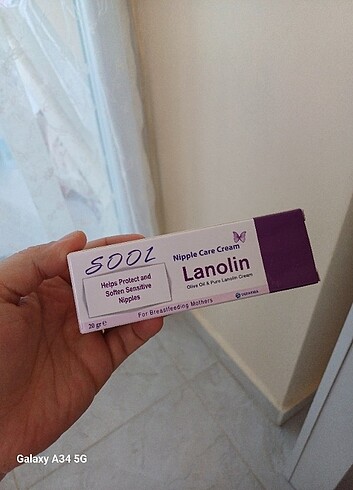 SOOL
Nipple Care Cream
Lanolin
Olive Oil & Pure Lanolin Cream
Helps Protect and
Soften Sensitive
Nipples
20 gr e
For Breastfeeding Mothers
Galaxy A34 5G